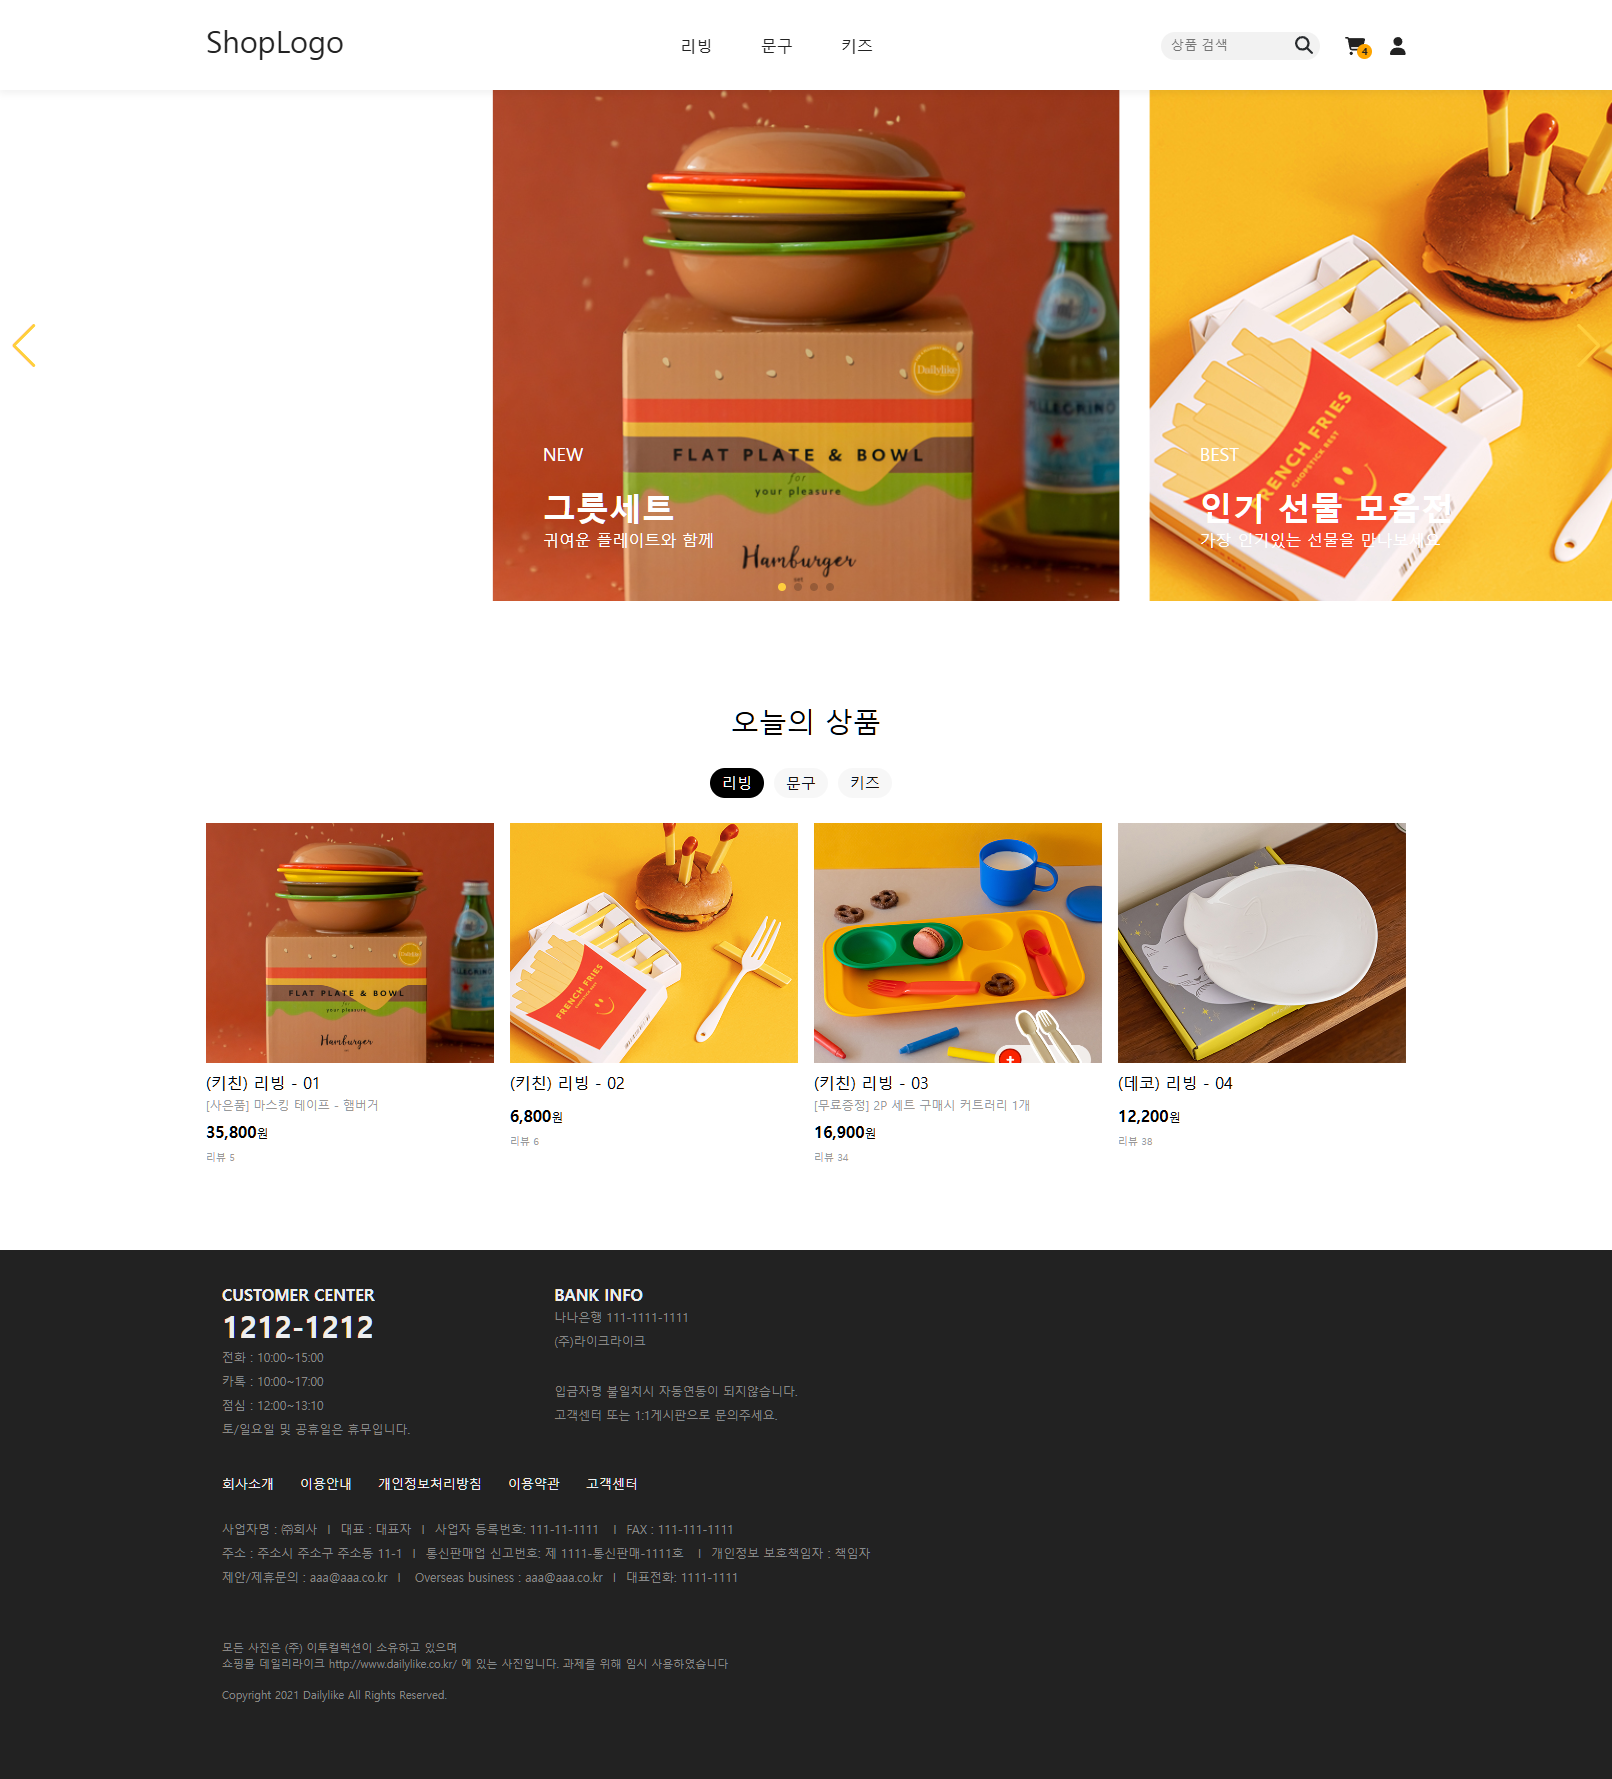 ShopLogo
리빙 문구 키즈
상품 검색
4
Dailylike
PELLEGRINO
FLAT PLATE & BOWL
for
your pleasure
Hamburger
set
NEW
그릇세트
귀여운 플레이트와 함께
FRENCH FRIES
CHOPSTICK REST
BEST
인기 선물 모음전
가장 인기있는 선물을 만나보세요
오늘의 상품
리빙 문구 키즈
PELLEGRINO
FLAT PLATE & BOWL
for
your pleasure
Hamburger
FRENCH FRIES
CHOPSTICK REST
(키친) 리빙 - 01
[사은품] 마스킹 테이프 - 햄버거
35,800원
리뷰 5
(키친) 리빙 - 02
6,800원
리뷰 6
(키친) 리빙 - 03
[무료증정] 2P 세트 구매시 커트러리 1개
16,900원
리뷰 34
(데코) 리빙 - 04
12,200원
리뷰 38
CUSTOMER CENTER
1212-1212
전화 : 10:00~15:00
카톡 : 10:00~17:00
점심 : 12:00~13:10
토/일요일 및 공휴일은 휴무입니다.
BANK INFO
나나은행 111-1111-1111
(주)라이크라이크
입금자명 불일치시 자동연동이 되지않습니다.
고객센터 또는 1:1게시판으로 문의주세요.
회사소개 이용안내 개인정보처리방침 이용약관 고객센터
사업자명 : ㈜회사 I 대표 : 대표자 I 사업자 등록번호: 111-11-1111 I FAX : 111-111-1111
주소 : 주소시 주소구 주소동 11-1 I 통신판매업 신고번호: 제 1111-통신판매-1111호 I 개인정보 보호책임자 : 책임자
제안/제휴문의 : aaa@aaa.co.kr I Overseas business : aaa@aaa.co.kr I 대표전화: 1111-1111
모든 사진은 (주) 이투컬렉션이 소유하고 있으며
쇼핑몰 데일리라이크 http://www.dailylike.co.kr/ 에 있는 사진입니다. 과제를 위해 임시 사용하였습니다
Copyright 2021 Dailylike All Rights Reserved.